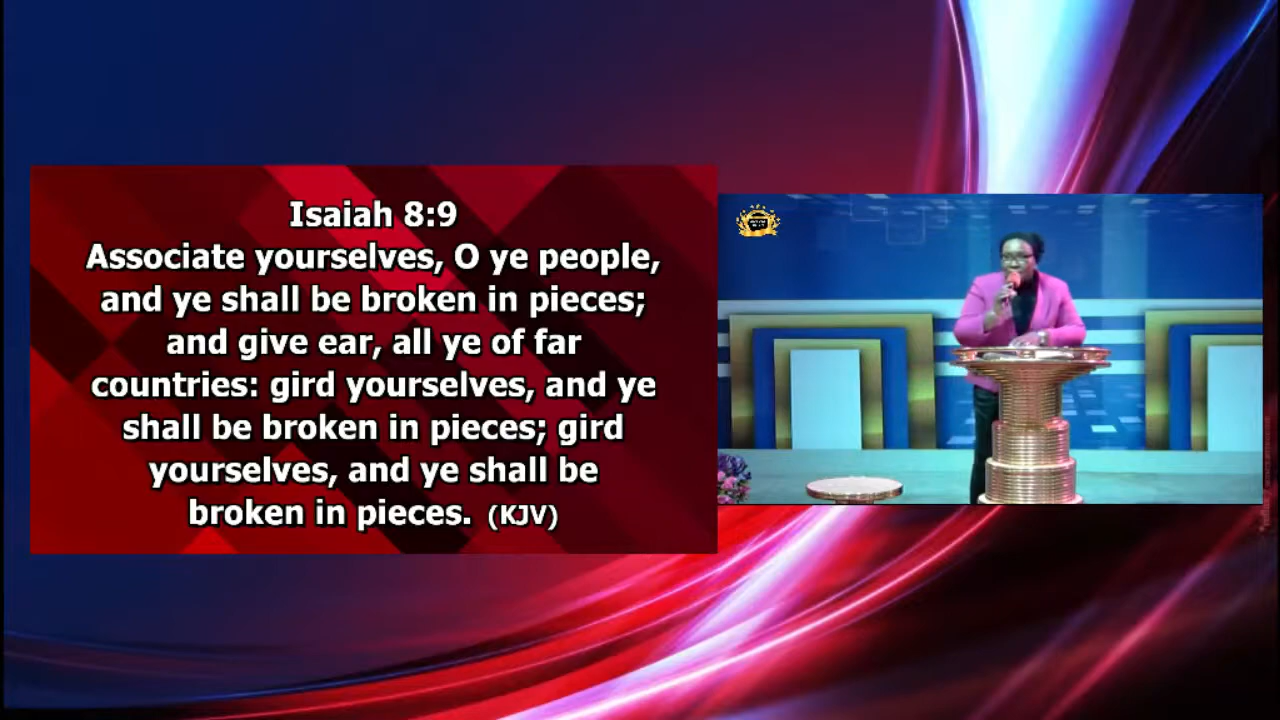 Isaiah 8:9
Associate yourselves, O ye people,
and ye shall be broken in pieces;
and give ear, all ye of far
countries: gird yourselves, and ye
shall be broken in pieces; gird
yourselves, and ye shall be
broken in pieces. (KJV)